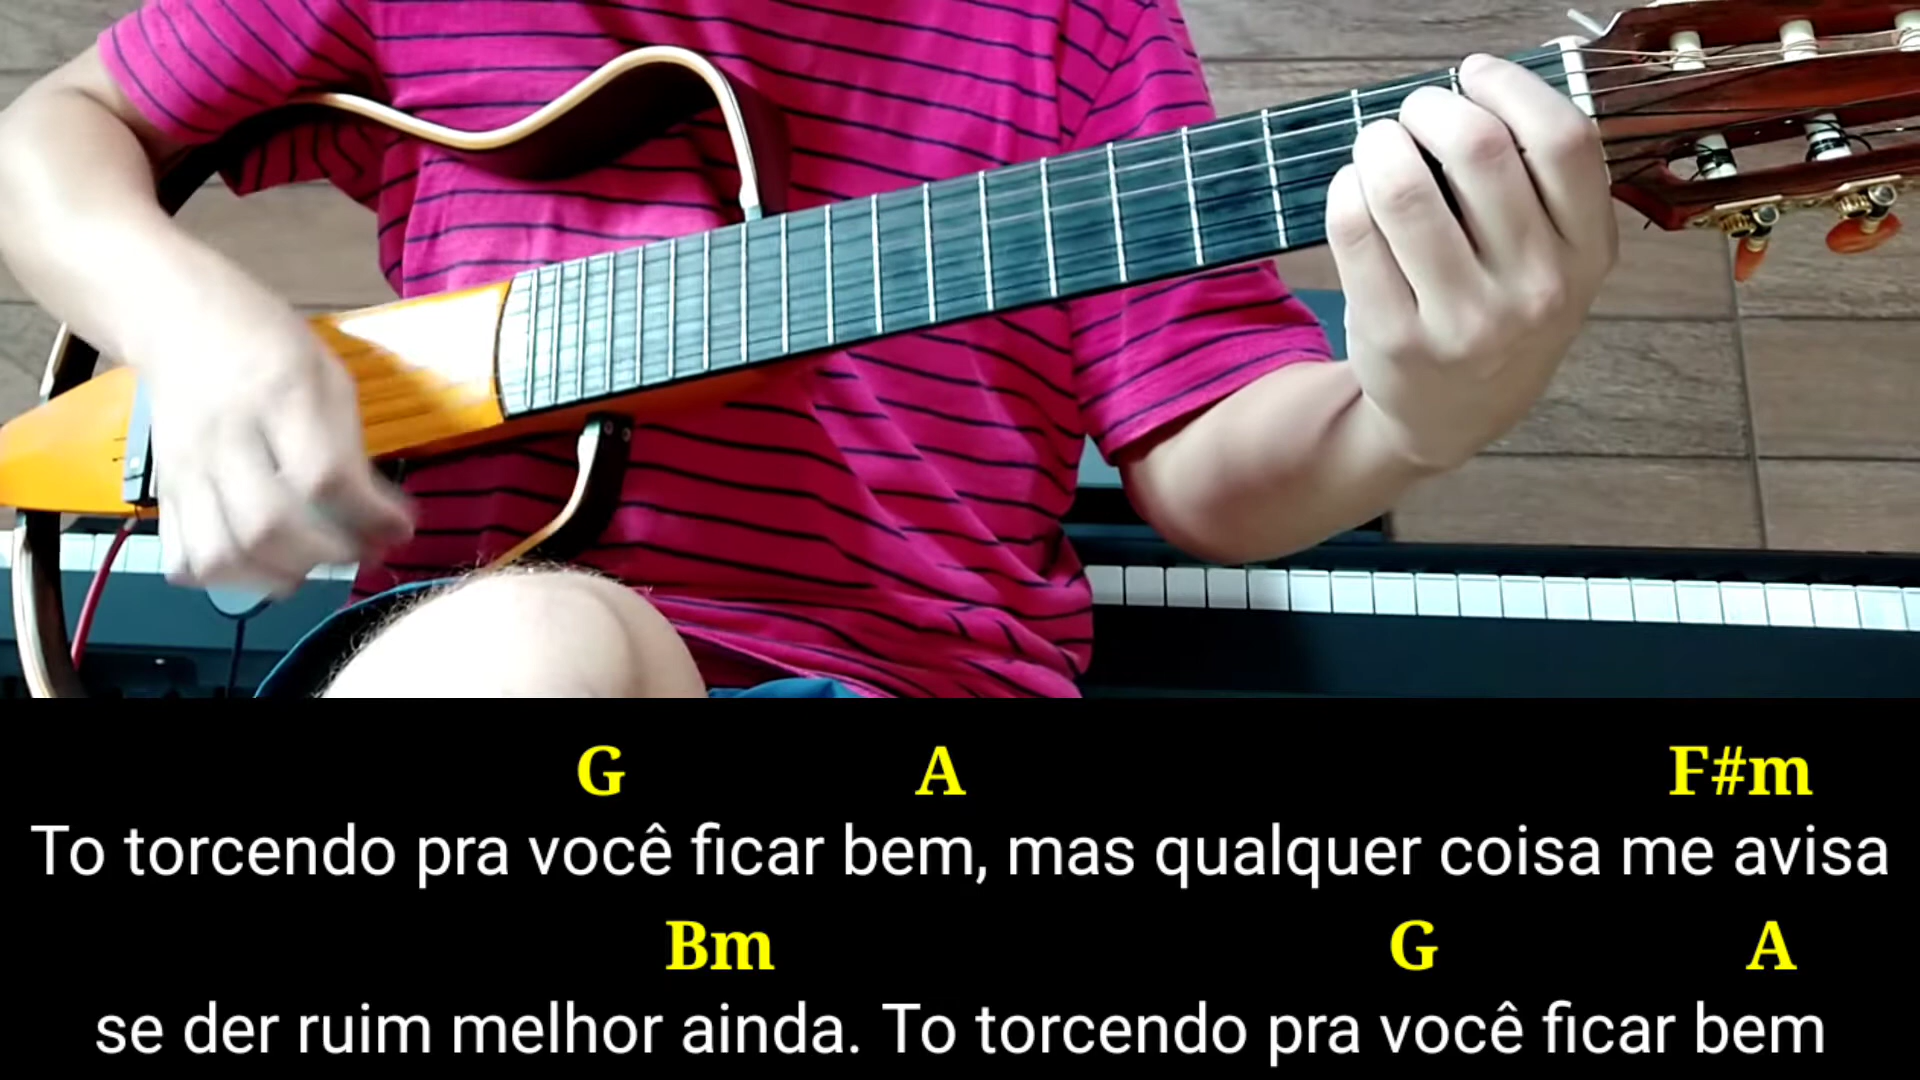 G A F#m
To torcendo pra você ficar bem, mas qualquer coisa me avisa
Bm G A
se der ruim melhor ainda. To torcendo pra você ficar bem